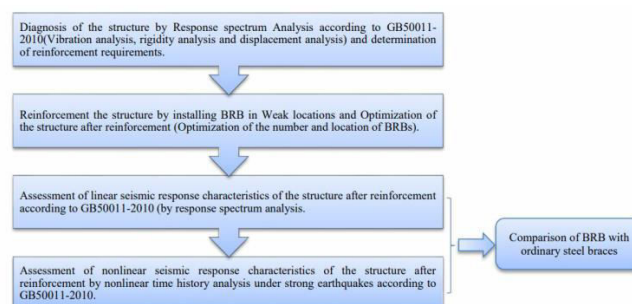 Diagnosis of the structure by Response spectrum Analysis according to GB50011-
2010(Vibration analysis, rigidity analysis and displacement analysis) and determination
of reinforcement requirements.
Reinforcement the structure by installing BRB in Weak locations and Optimization of
the structure after reinforcement (Optimization of the number and location of BRBs).
Assessment of linear seismic response characteristics of the structure after reinforcement
according to GB50011-2010 (by response spectrum analysis.
Comparison of BRB with
ordinary steel braces
Assessment of nonlinear seismic response characteristics of the structure after
reinforcement by nonlinear time history analysis under strong earthquakes according to
GB50011-2010.